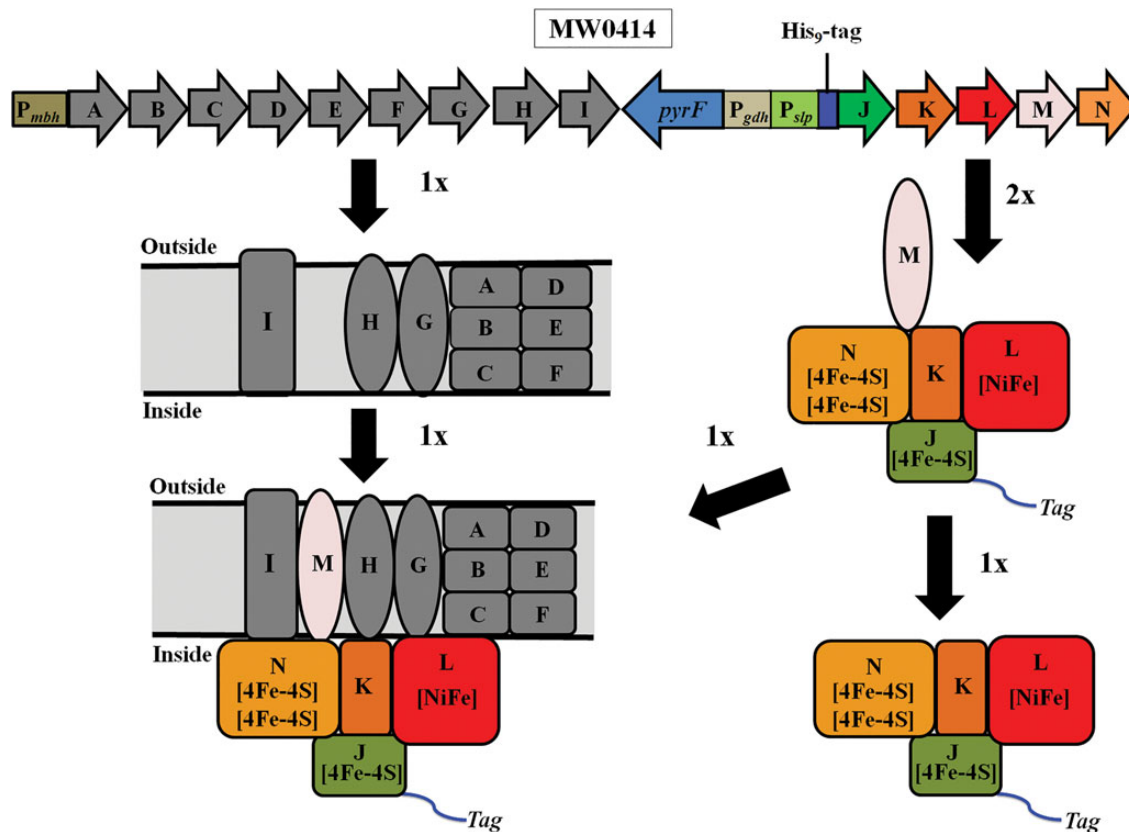 MW0414
His9-tag
Pmbh A B C D E F G H I pyrF Pgdh Pslp J K L M N
1x
2x
Outside
M
I H G A D
B E
C F
Inside
N K L
[4Fe-4S] [NiFe]
[4Fe-4S]
J
[4Fe-4S]
Tag
1x
1x
Outside
I M H G A D
B E
C F
Inside
N K L
[4Fe-4S] [NiFe]
[4Fe-4S]
J
[4Fe-4S]
Tag
1x
N K L
[4Fe-4S] [NiFe]
[4Fe-4S]
J
[4Fe-4S]
Tag